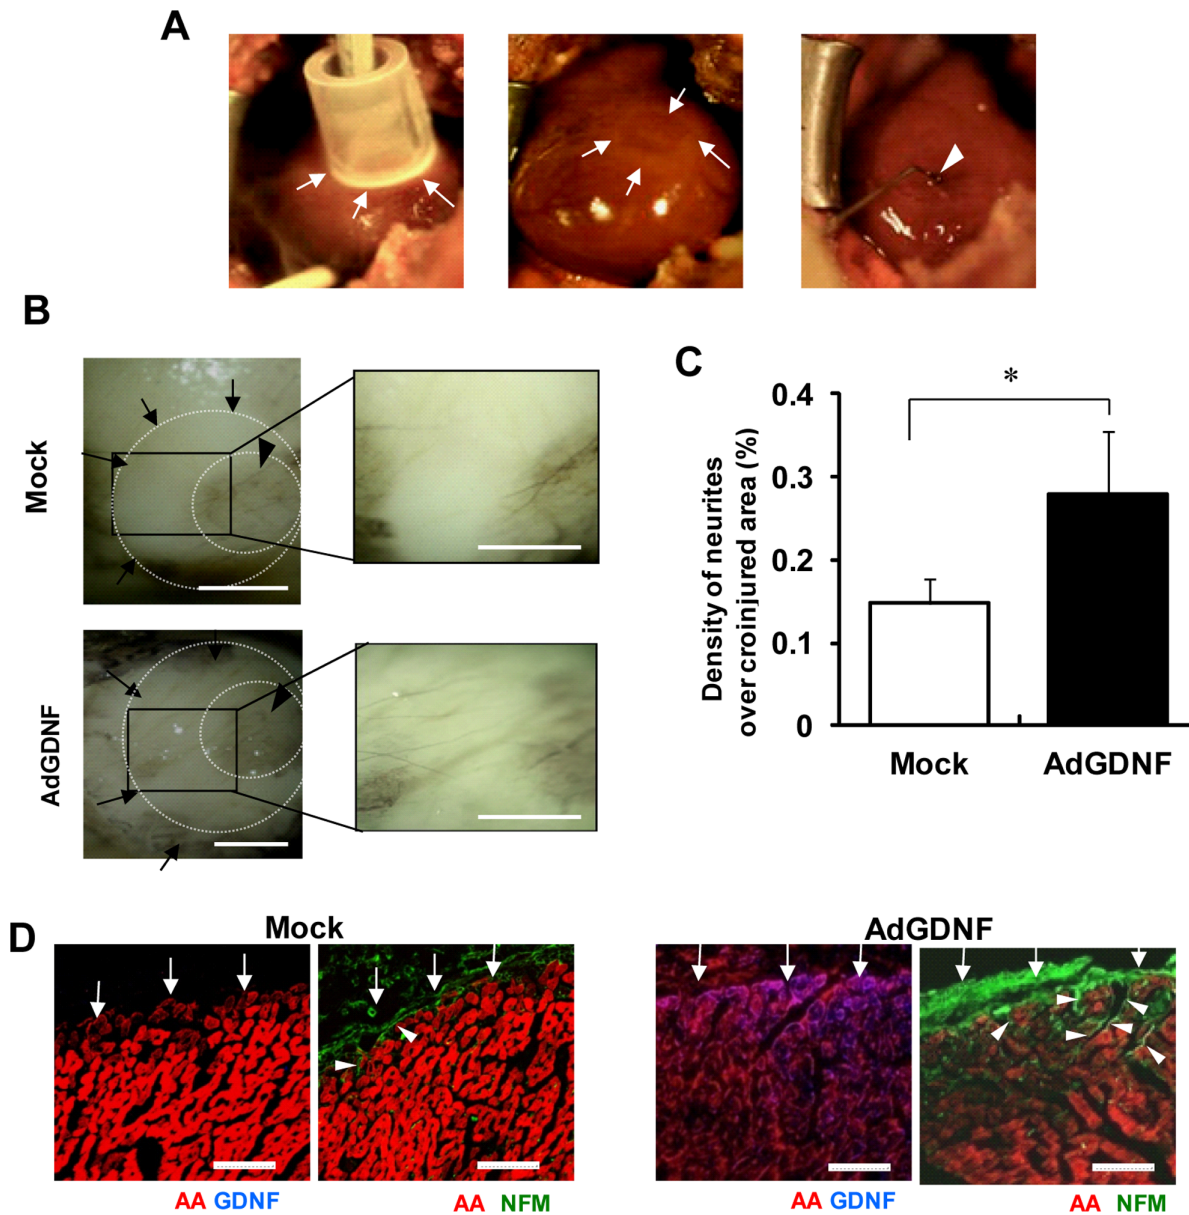 A
B
Mock
AdGDNF
C
Density of neurites
over croinjured area (%)
0.4
0.3
0.2
0.1
0
*
Mock
AdGDNF
D
Mock
AdGDNF
AA GDNF
AA NFM
AA GDNF
AA NFM